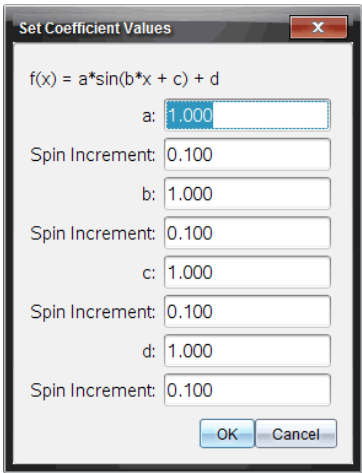 Set Coefficient Values
f(x) = a*sin(b*x + c) + d
a: 1.000
Spin Increment: 0.100
b: 1.000
Spin Increment: 0.100
c: 1.000
Spin Increment: 0.100
d: 1.000
Spin Increment: 0.100
OK Cancel